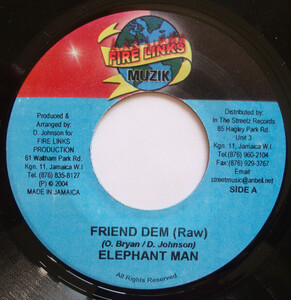 FIRE LINKS
MUZIK
Produced &
Arranged by:
D. Johnson for
FIRE LINKS
PRODUCTION
61 Waltham Park Rd.
Kgn. 11, Jamaica W.I.
Tel:(876) 835-8127
(P) © 2004
MADE IN JAMAICA
Distributed by:
In The Streetz Records
85 Hagley Park Rd.
Unit 3
Kgn. 11, Jamaica W.I.
Tel:(876) 960-2104
Fax:(876) 929-3767
Email
streetmusic@anbell.net
SIDE A
FRIEND DEM (Raw)
(O. Bryan / D. Johnson)
ELEPHANT MAN
All Rights Reserved.